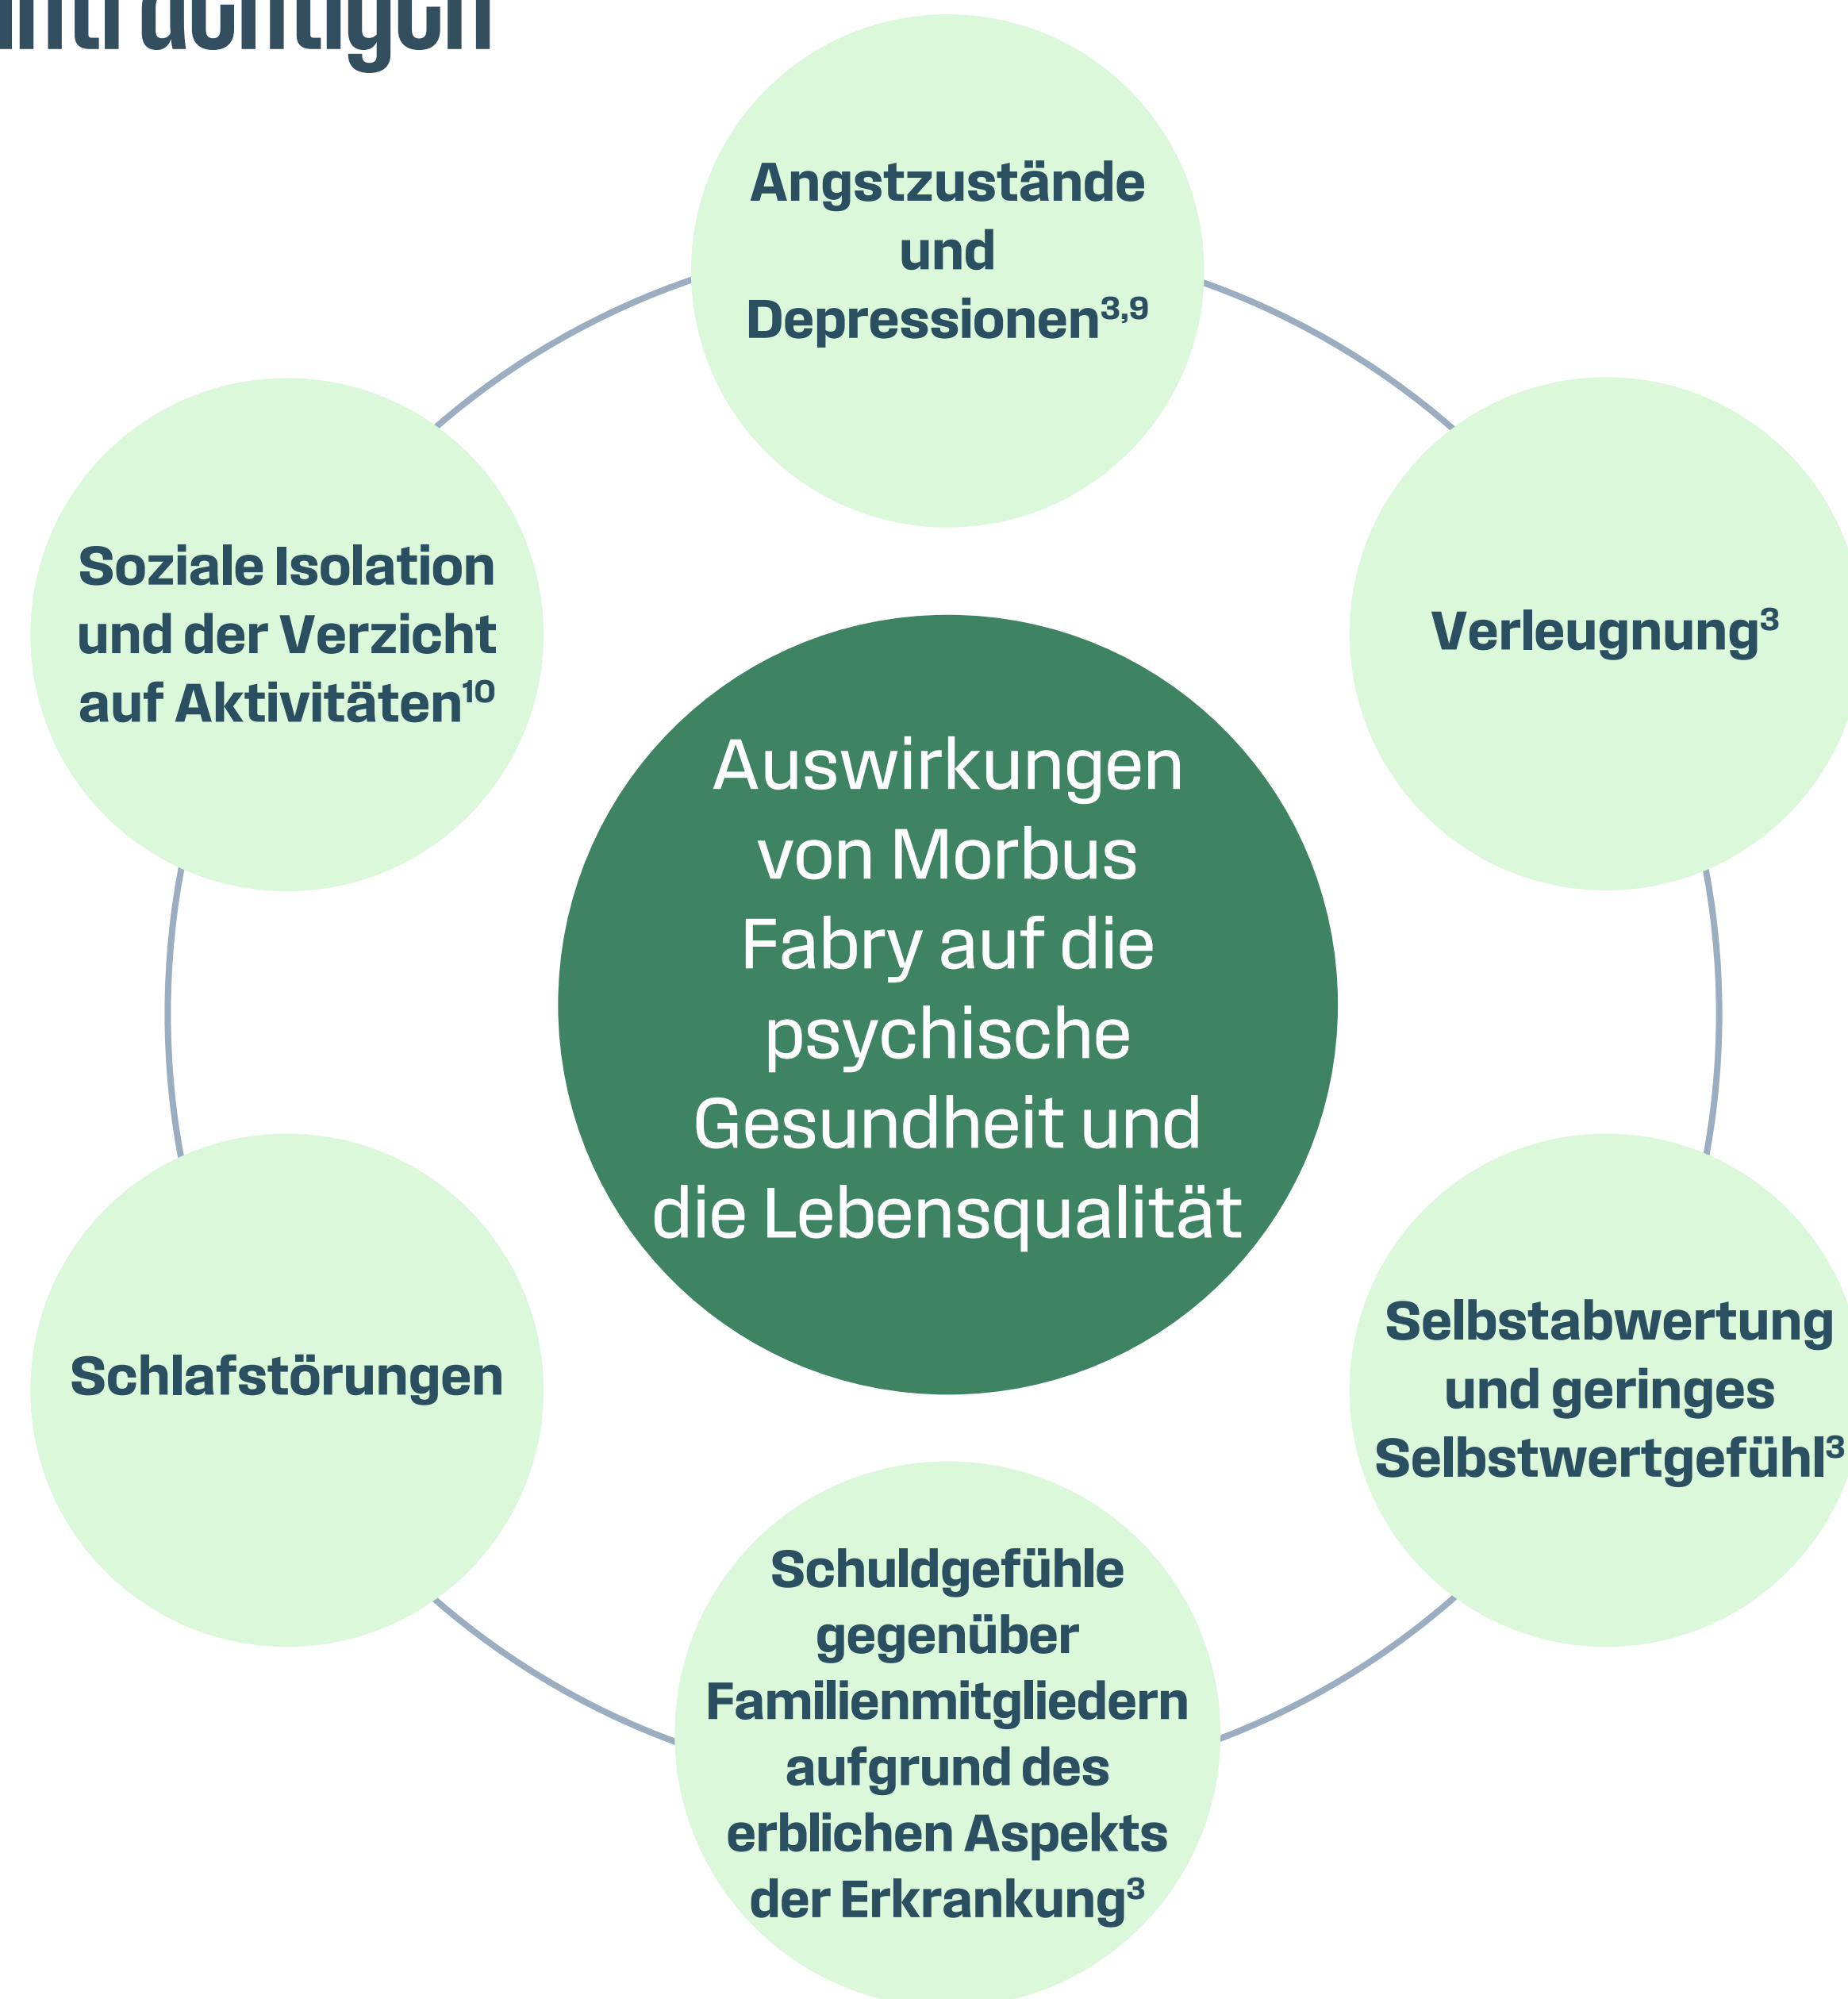 Angstzustände
und
Depressionen³,⁹
Soziale Isolation
und der Verzicht
auf Aktivitäten¹⁰
Verleugnung³
Auswirkungen
von Morbus
Fabry auf die
psychische
Gesundheit und
die Lebensqualität
Schlafstörungen
Selbstabwertung
und geringes
Selbstwertgefühl³
Schuldgefühle
gegenüber
Familienmitgliedern
aufgrund des
erblichen Aspekts
der Erkrankung³